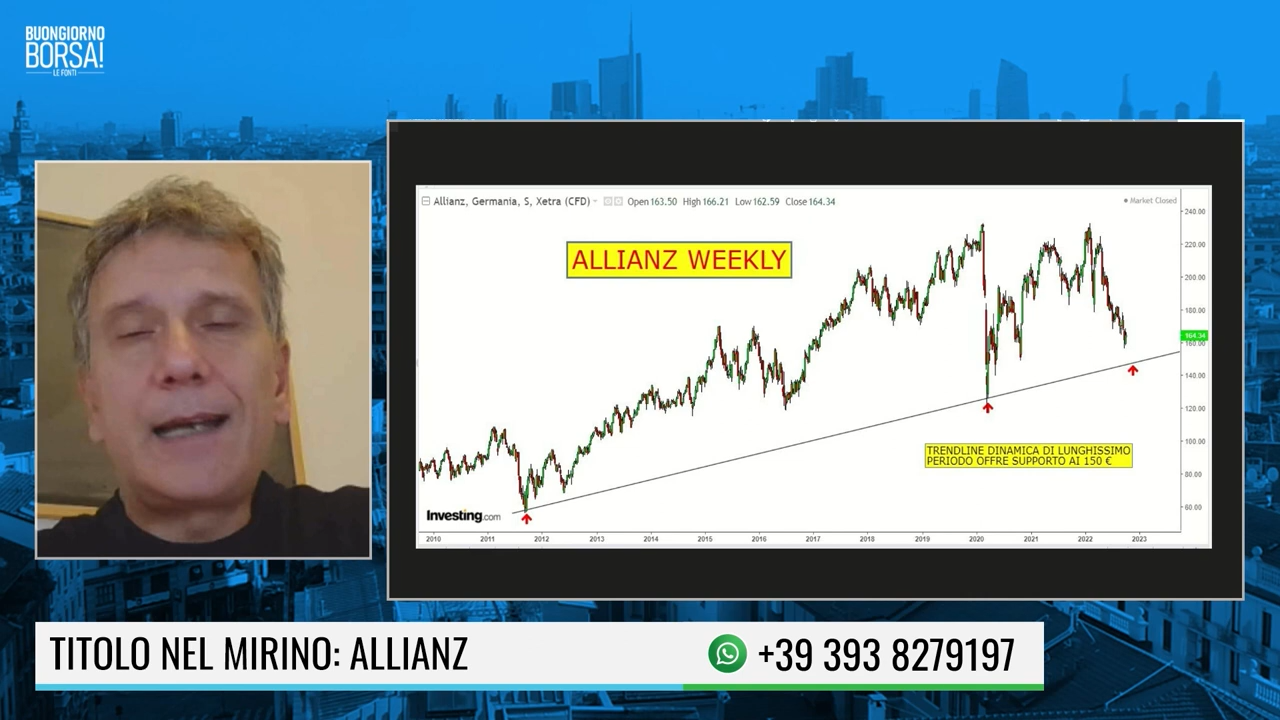 BUONGIORNO
BORSA!
LE FONTI
Allianz, Germania, S, Xetra (CFD) Open 163.50 High 166.21 Low 162.59 Close 164.34
Market Closed
ALLIANZ WEEKLY
240.00
220.00
200.00
180.00
164.34
160.00
140.00
120.00
100.00
80.00
60.00
TRENDLINE DINAMICA DI LUNGHISSIMO
PERIODO OFFRE SUPPORTO AI 150 €
Investing.com
2010 2011 2012 2013 2014 2015 2016 2017 2018 2019 2020 2021 2022 2023
TITOLO NEL MIRINO: ALLIANZ
+39 393 8279197